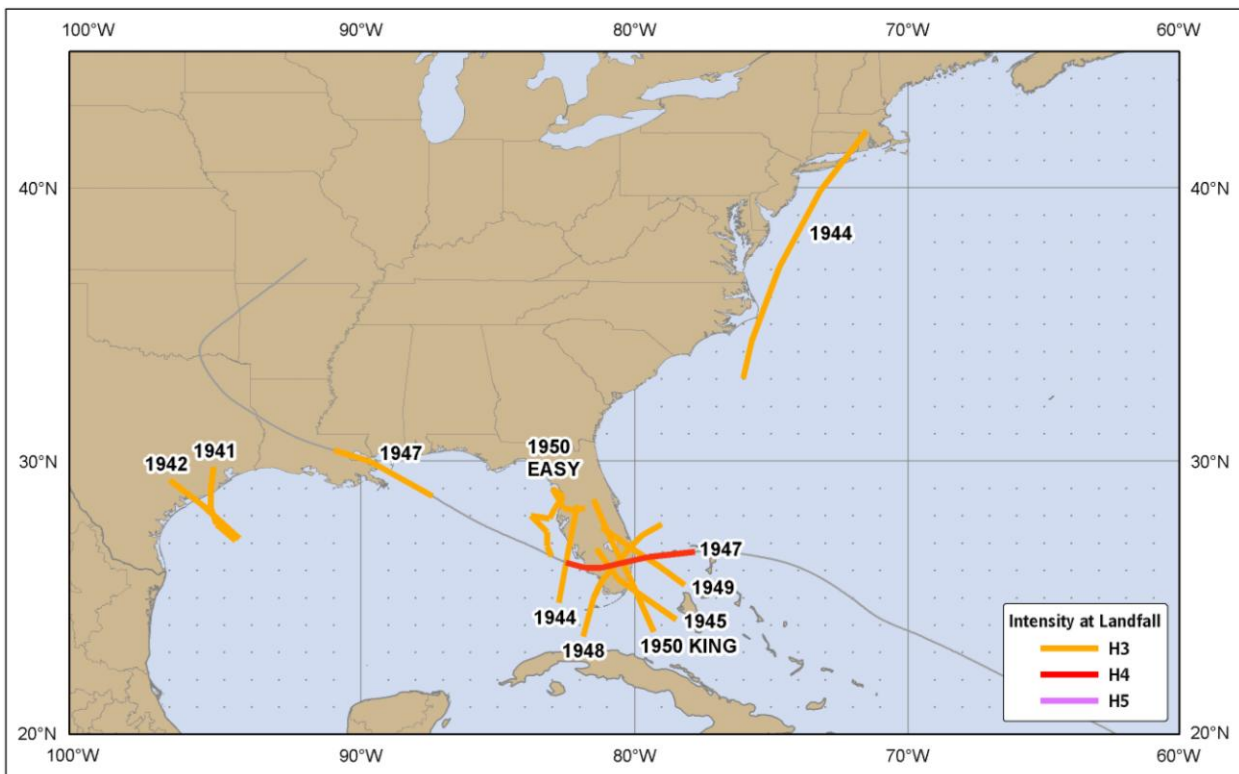 100°W 90°W 80°W 70°W 60°W
40°N 40°N
1944
30°N 30°N
1941
1942
1947
1950
EASY
1947
1949
1944
1945
1948
1950 KING
Intensity at Landfall
H3
H4
H5
20°N 20°N
100°W 90°W 80°W 70°W 60°W